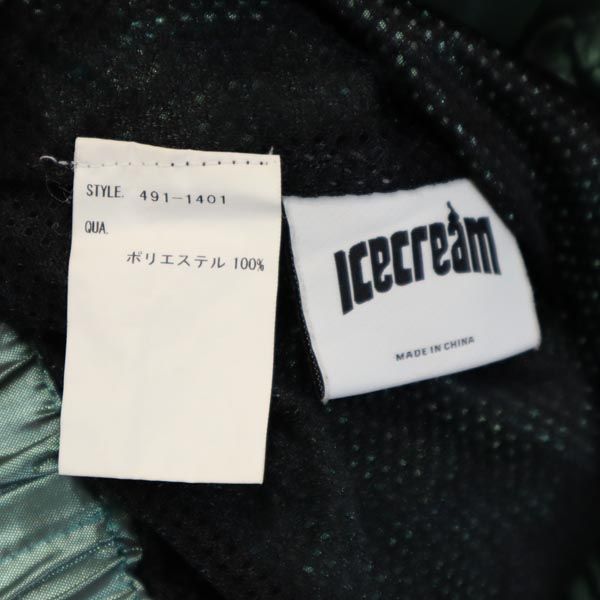 STYLE. 491-1401
QUA.
ポリエステル 100%
Icecream
MADE IN CHINA